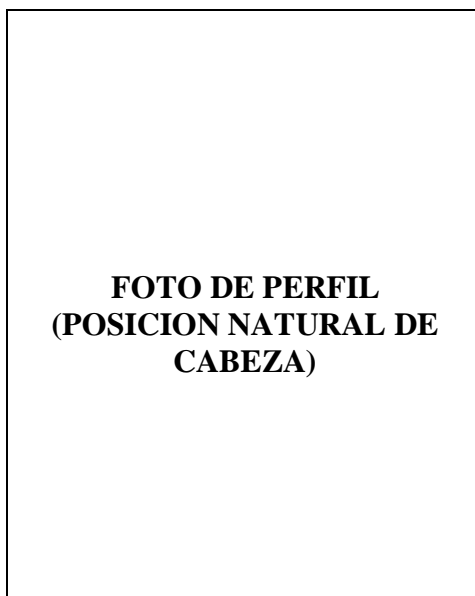 FOTO DE PERFIL
(POSICION NATURAL DE
CABEZA)